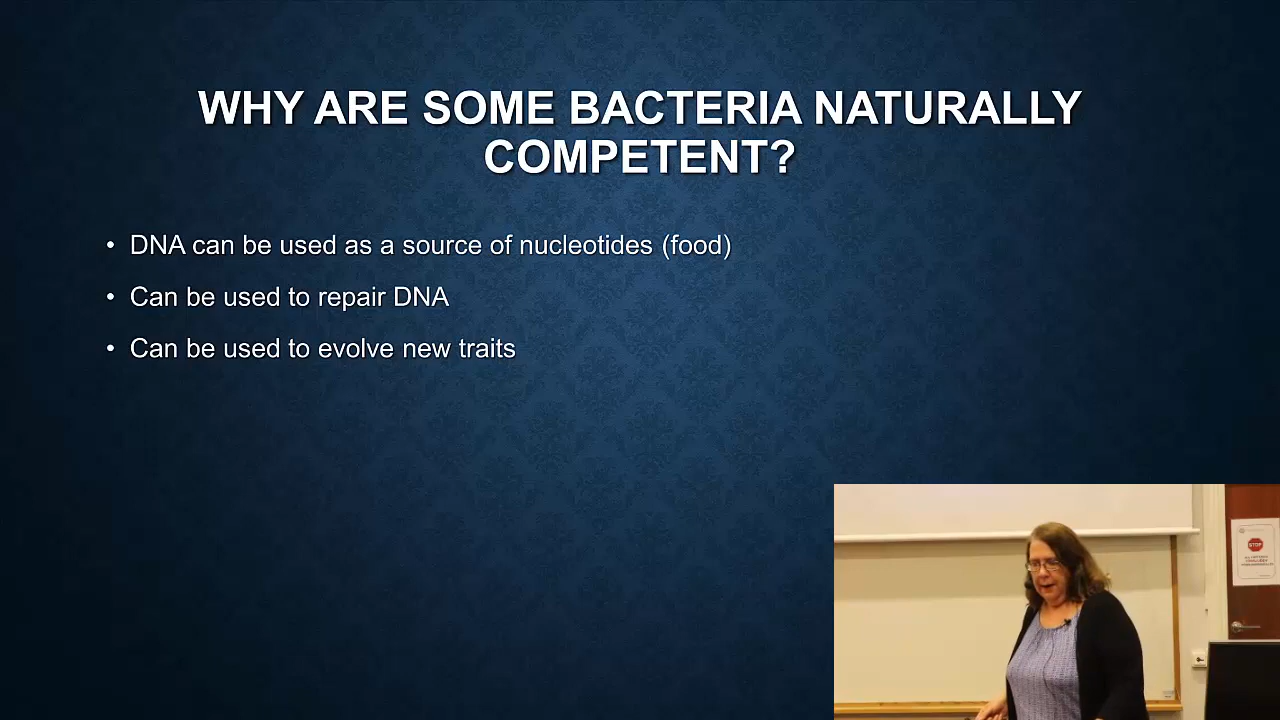 WHY ARE SOME BACTERIA NATURALLY
COMPETENT?
• DNA can be used as a source of nucleotides (food)
• Can be used to repair DNA
• Can be used to evolve new traits
STOP